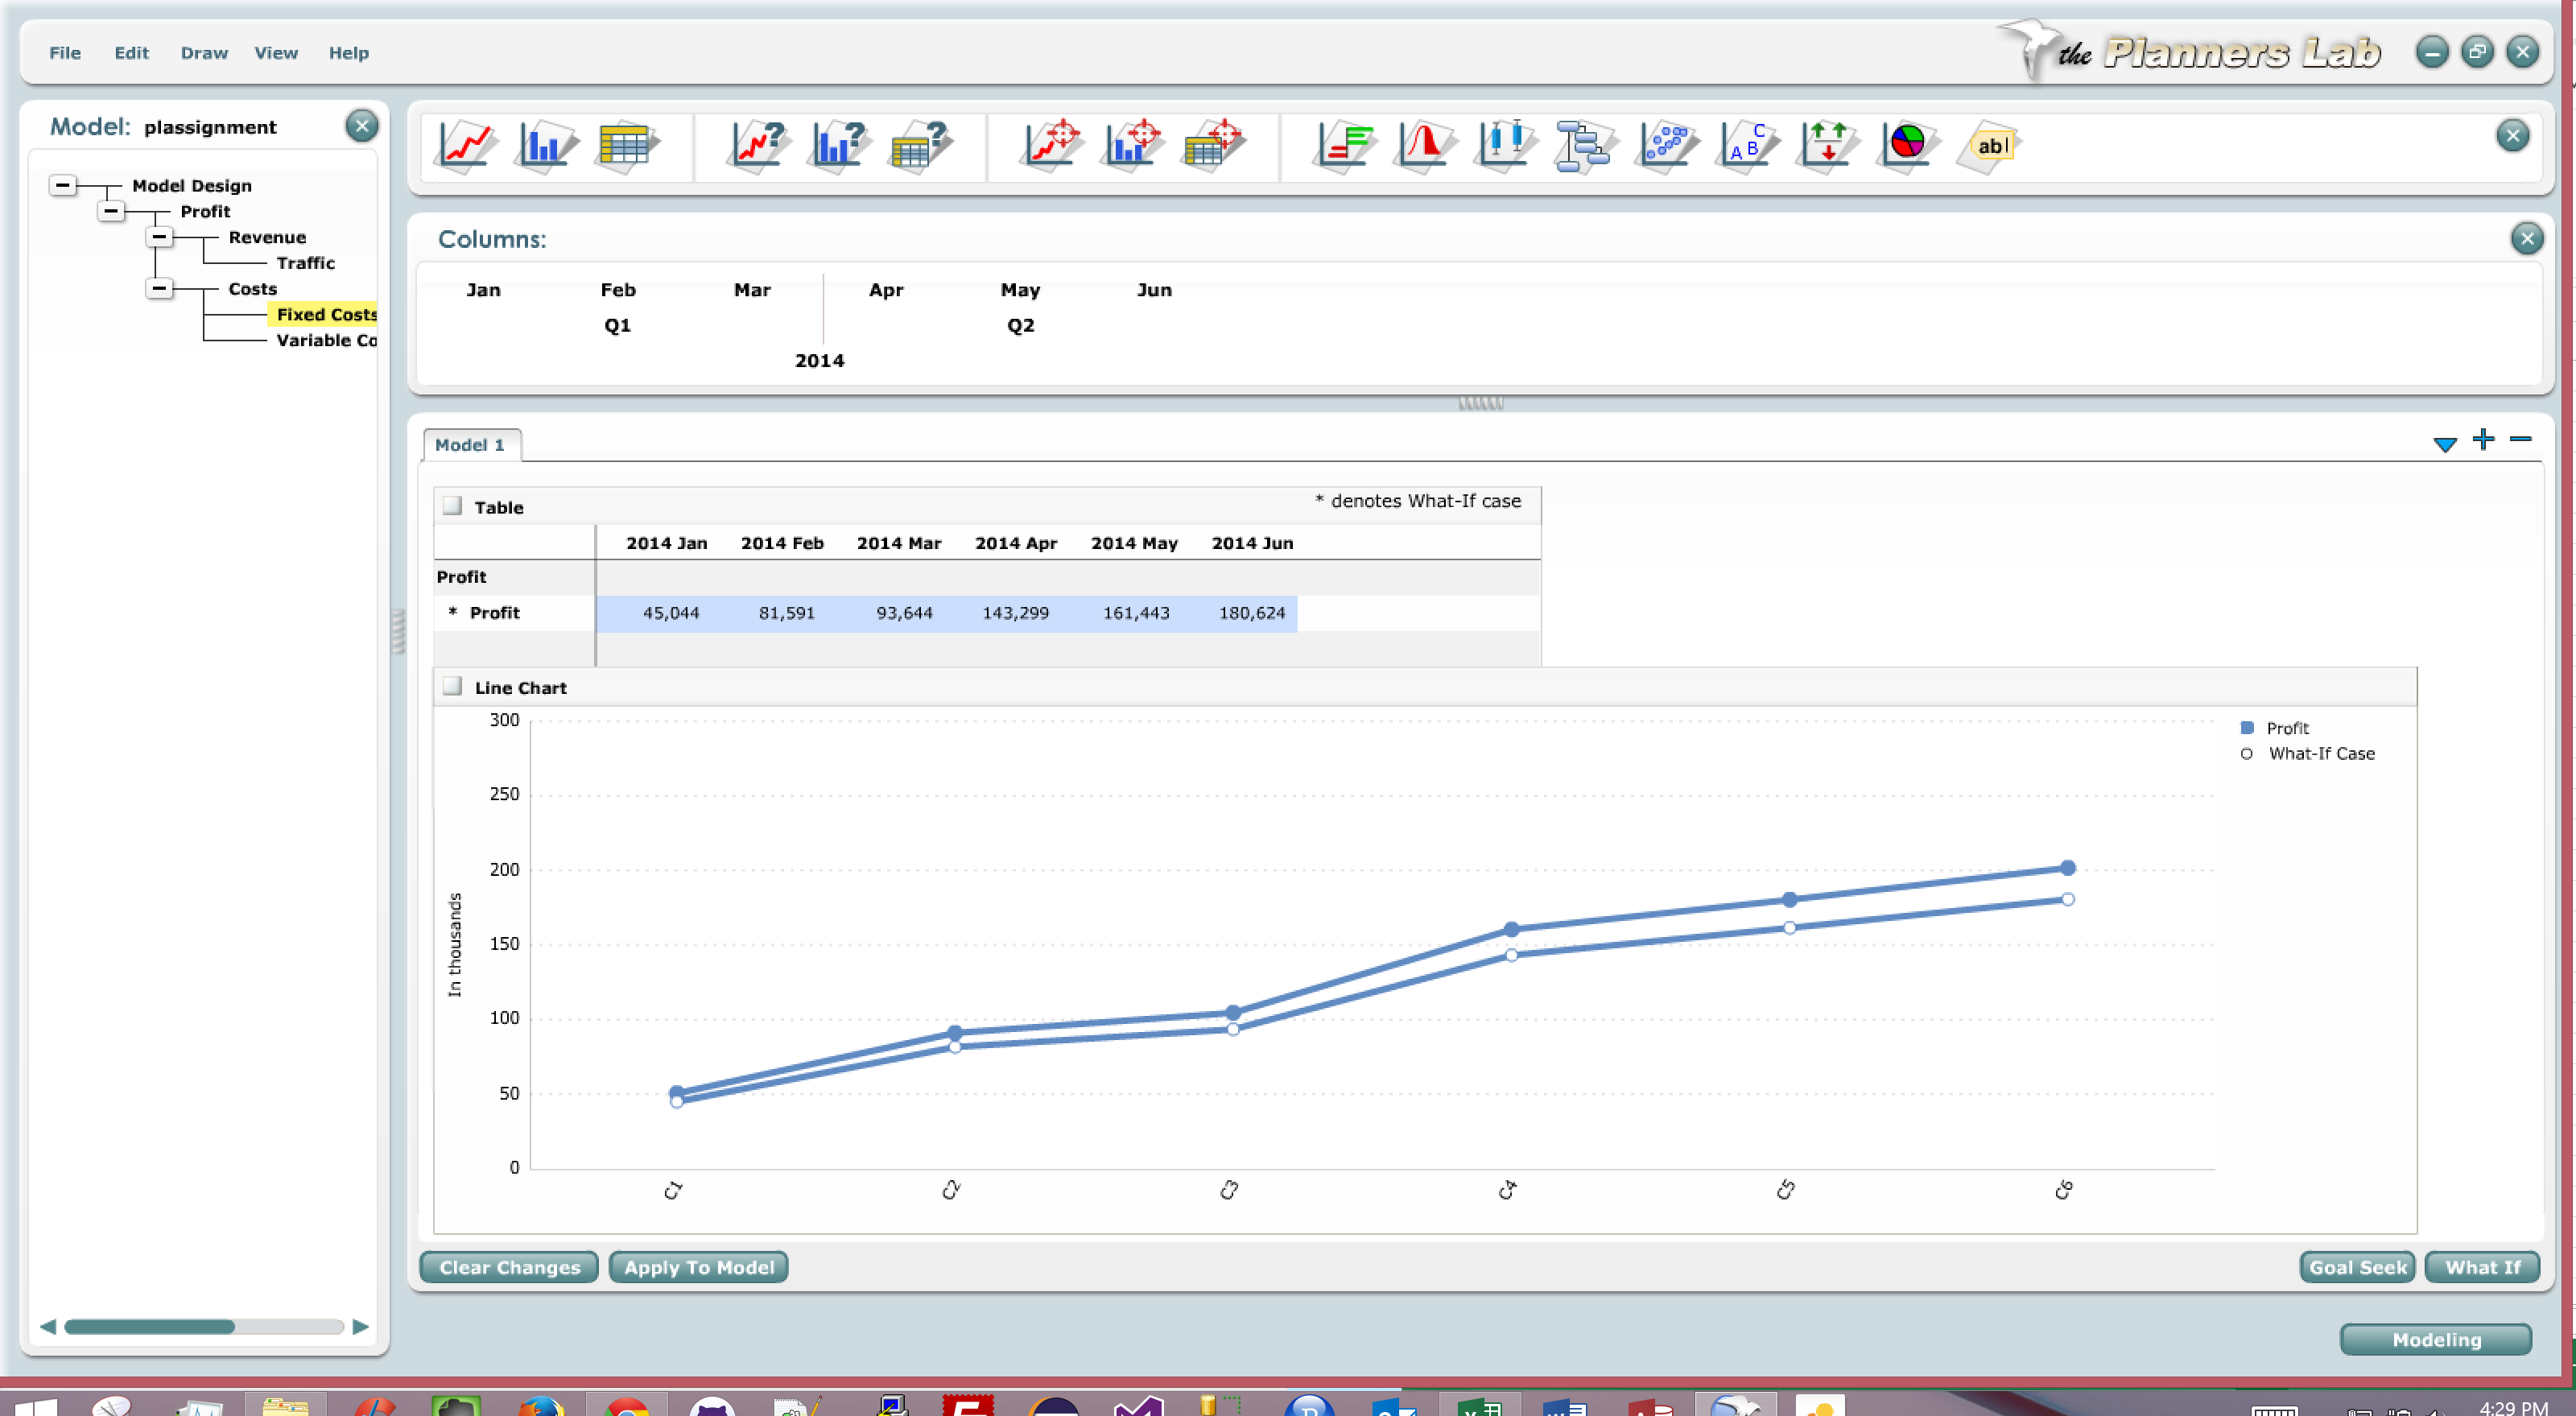 File Edit Draw View Help
the Planners Lab
Model: plassignment
Model Design
Profit
Revenue
Traffic
Costs
Fixed Costs
Variable Co
abl
Columns:
Jan Feb Mar Apr May Jun
Q1 Q2
2014
Model 1
Table * denotes What-If case
2014 Jan 2014 Feb 2014 Mar 2014 Apr 2014 May 2014 Jun
Profit
* Profit 45,044 81,591 93,644 143,299 161,443 180,624
Line Chart
300
250
200
150
100
50
0
In thousands
C1 C2 C3 C4 C5 C6
Profit
What-If Case
Clear Changes Apply To Model Goal Seek What If
Modeling
4:29 PM